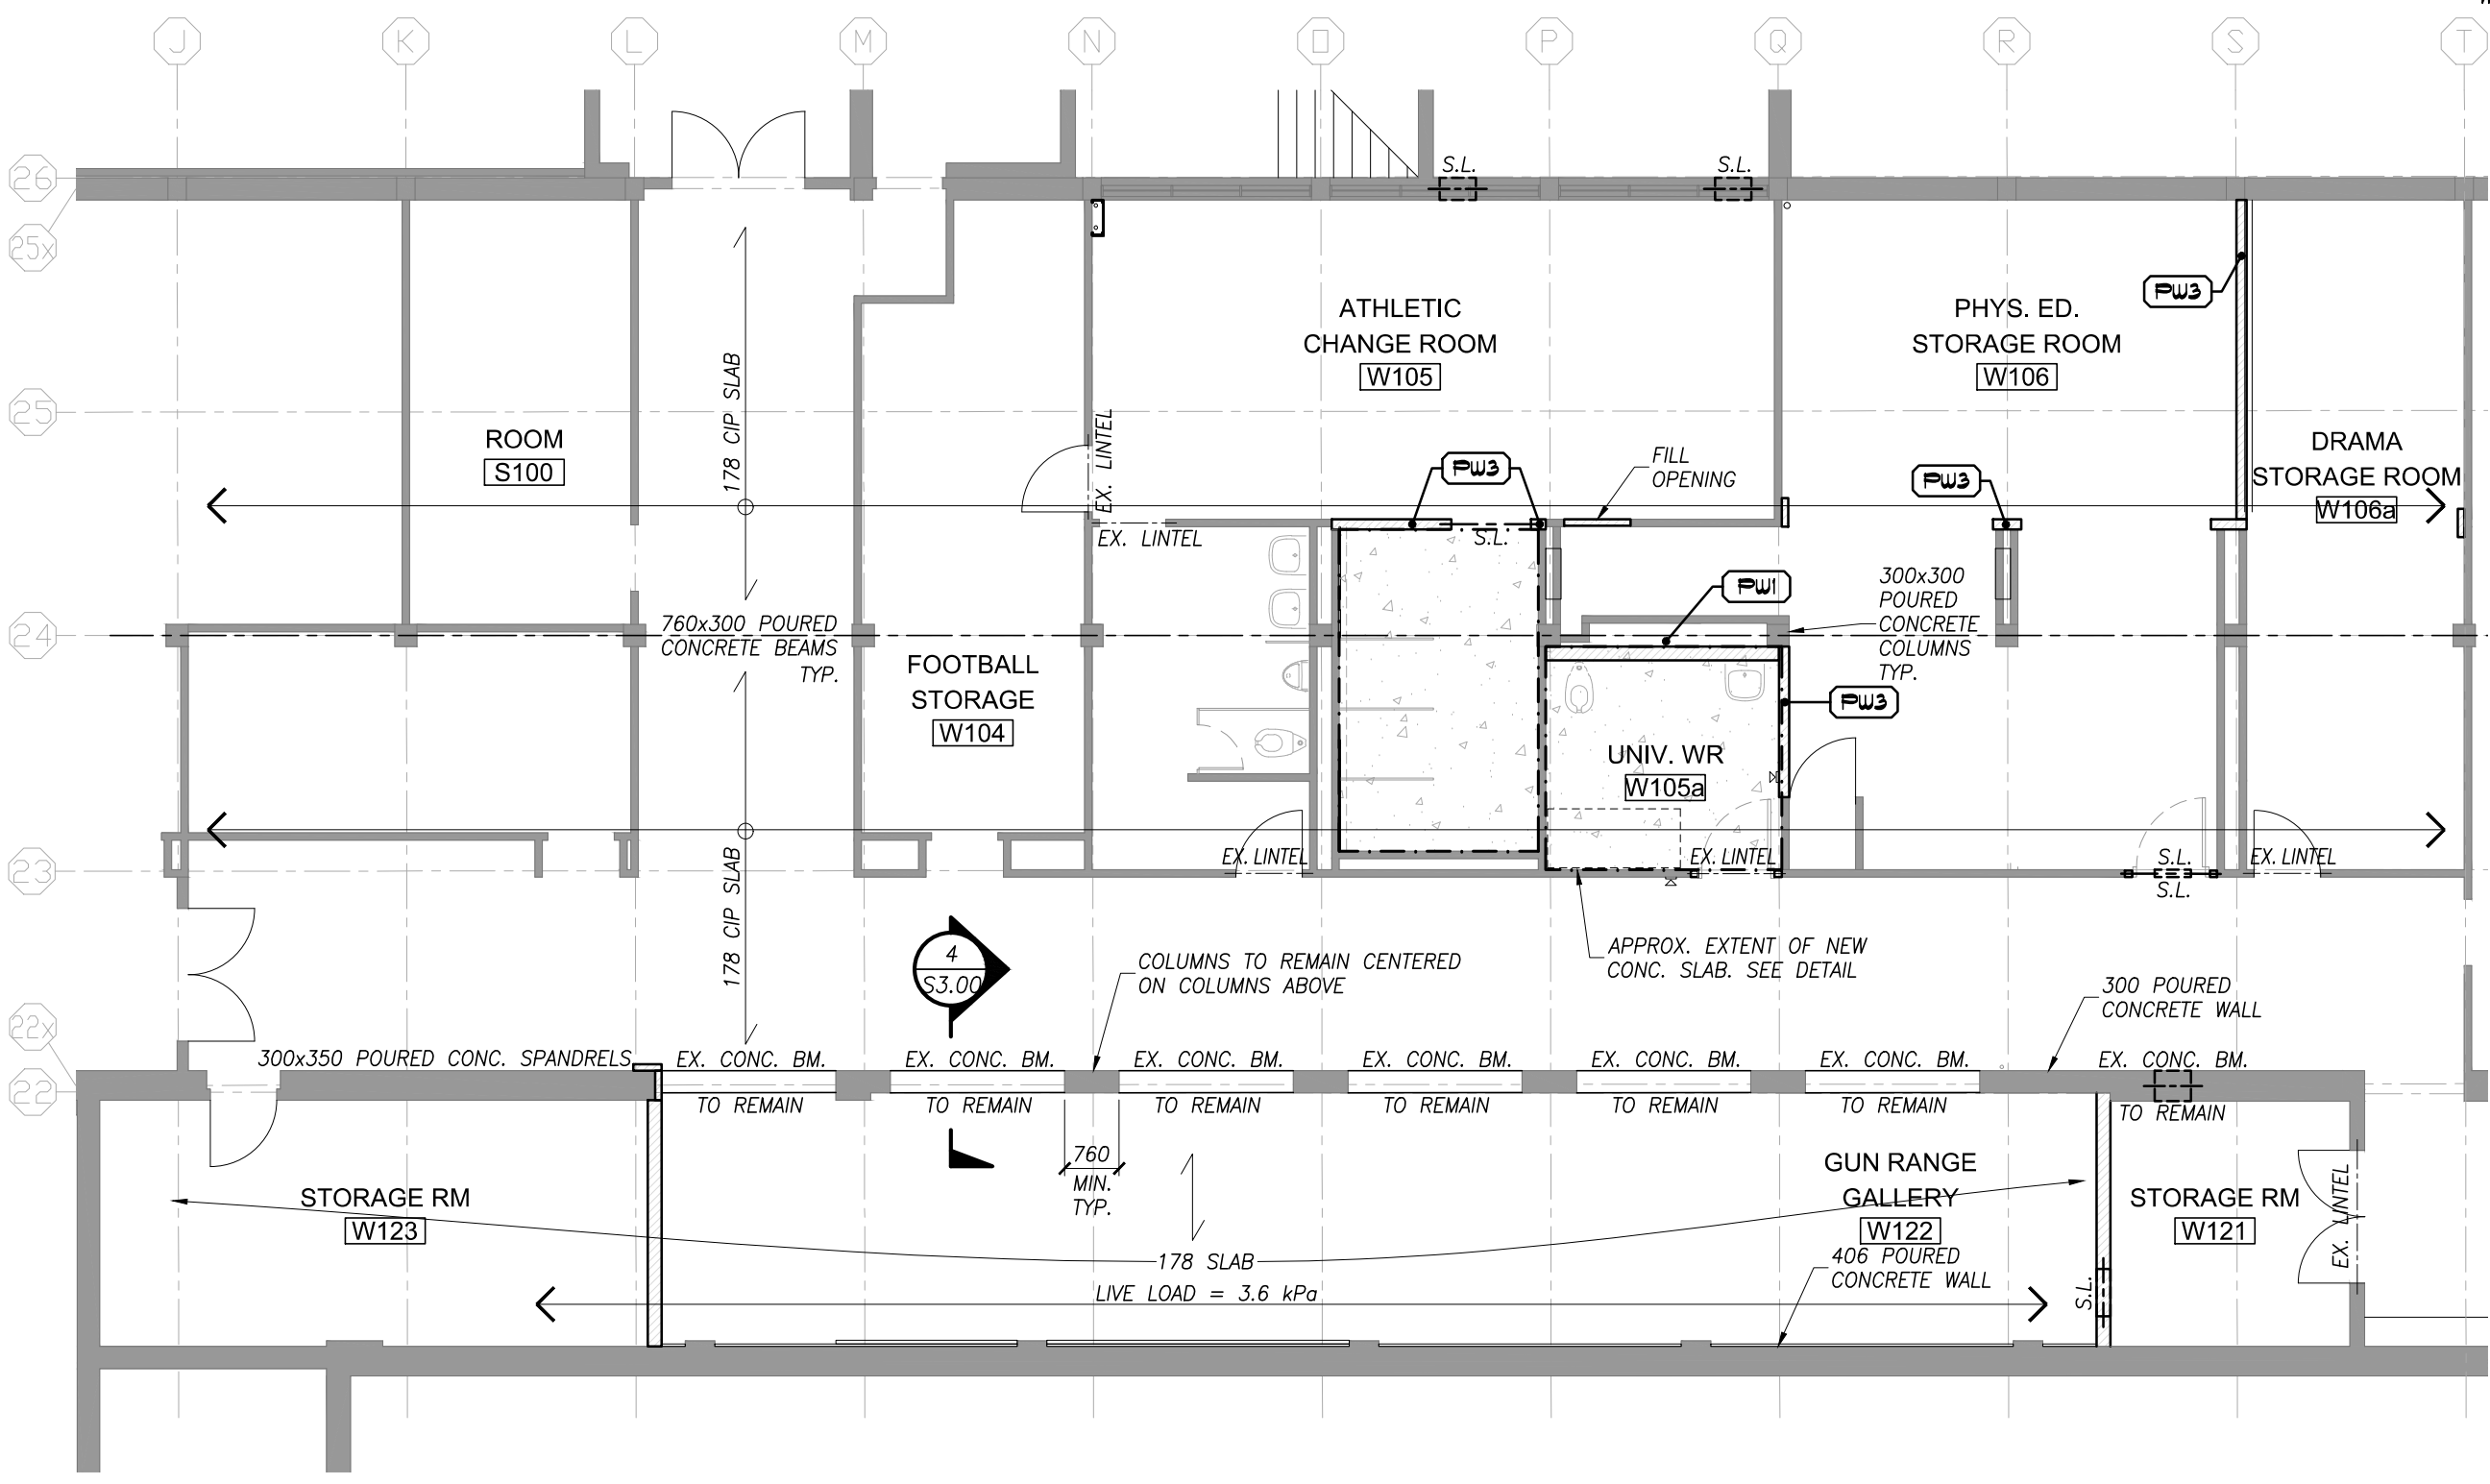 J K L M N O P Q R S T
26
S.L. S.L.
25x
PW3
ATHLETIC
CHANGE ROOM
W105
PHYS. ED.
STORAGE ROOM
W106
178 CIP SLAB
25
ROOM
S100
EX. LINTEL
PW3
FILL
OPENING
PW3
DRAMA
STORAGE ROOM
W106a
EX. LINTEL
S.L.
24
760x300 POURED
CONCRETE BEAMS
TYP.
PW1
300x300
POURED
CONCRETE
COLUMNS
TYP.
FOOTBALL
STORAGE
W104
PW3
UNIV. WR
W105a
23
178 CIP SLAB
EX. LINTEL
EX. LINTEL
S.L.
S.L.
EX. LINTEL
4
S3.00
COLUMNS TO REMAIN CENTERED
ON COLUMNS ABOVE
APPROX. EXTENT OF NEW
CONC. SLAB. SEE DETAIL
300 POURED
CONCRETE WALL
22x
300x350 POURED CONC. SPANDRELS
EX. CONC. BM.
TO REMAIN
EX. CONC. BM.
TO REMAIN
EX. CONC. BM.
TO REMAIN
EX. CONC. BM.
TO REMAIN
EX. CONC. BM.
TO REMAIN
EX. CONC. BM.
TO REMAIN
EX. CONC. BM.
TO REMAIN
22
760
MIN.
TYP.
STORAGE RM
W123
GUN RANGE
GALLERY
W122
STORAGE RM
W121
EX. LINTEL
178 SLAB
406 POURED
CONCRETE WALL
LIVE LOAD = 3.6 kPa
S.L.